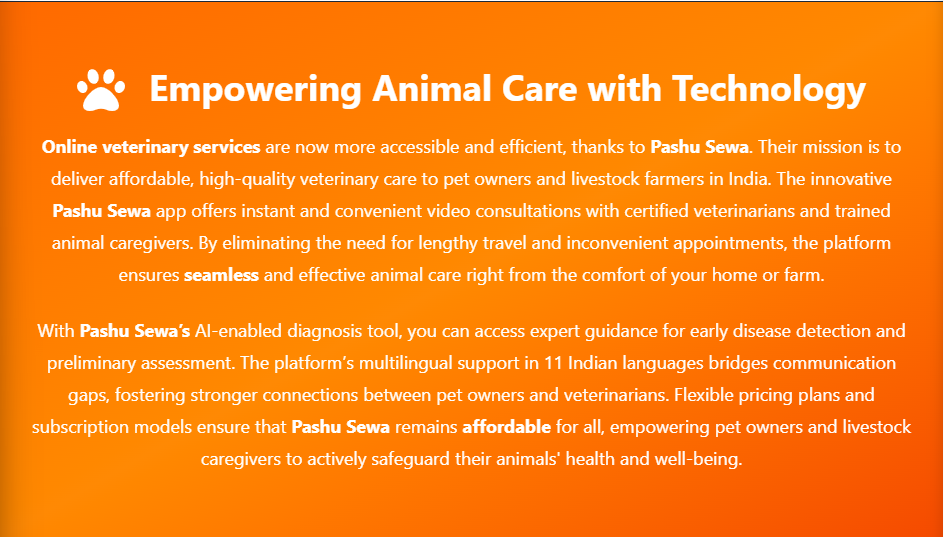 Empowering Animal Care with Technology
Online veterinary services are now more accessible and efficient, thanks to Pashu Sewa. Their mission is to
deliver affordable, high-quality veterinary care to pet owners and livestock farmers in India. The innovative
Pashu Sewa app offers instant and convenient video consultations with certified veterinarians and trained
animal caregivers. By eliminating the need for lengthy travel and inconvenient appointments, the platform
ensures seamless and effective animal care right from the comfort of your home or farm.
With Pashu Sewa’s AI-enabled diagnosis tool, you can access expert guidance for early disease detection and
preliminary assessment. The platform’s multilingual support in 11 Indian languages bridges communication
gaps, fostering stronger connections between pet owners and veterinarians. Flexible pricing plans and
subscription models ensure that Pashu Sewa remains affordable for all, empowering pet owners and livestock
caregivers to actively safeguard their animals' health and well-being.